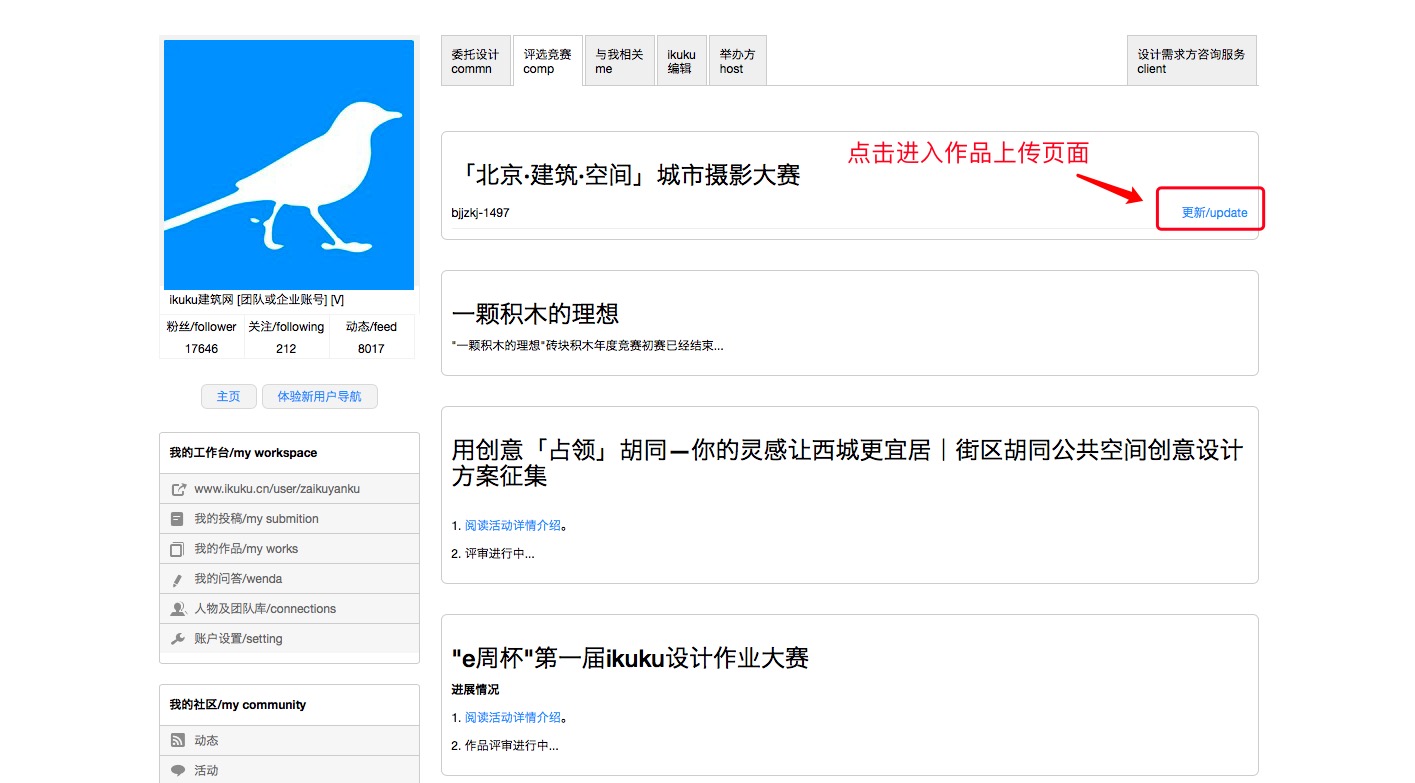 委托设计
commn
评选竞赛
comp
与我相关
me
ikuku
编辑
举办方
host
设计需求方咨询服务
client
ikuku建筑网 [团队或企业账号] [V]
粉丝/follower 关注/following 动态/feed
17646 212 8017
主页 体验新用户导航
我的工作台/my workspace
www.ikuku.cn/user/zaikuyanku
我的投稿/my submition
我的作品/my works
我的问答/wenda
人物及团队库/connections
账户设置/setting
我的社区/my community
动态
活动
点击进入作品上传页面
「北京·建筑·空间」城市摄影大赛
bjjzkj-1497 更新/update
一颗积木的理想
"一颗积木的理想"砖块积木年度竞赛初赛已经结束...
用创意「占领」胡同—你的灵感让西城更宜居｜街区胡同公共空间创意设计
方案征集
1. 阅读活动详情介绍。
2. 评审进行中...
"e周杯"第一届ikuku设计作业大赛
进展情况
1. 阅读活动详情介绍。
2. 作品评审进行中...